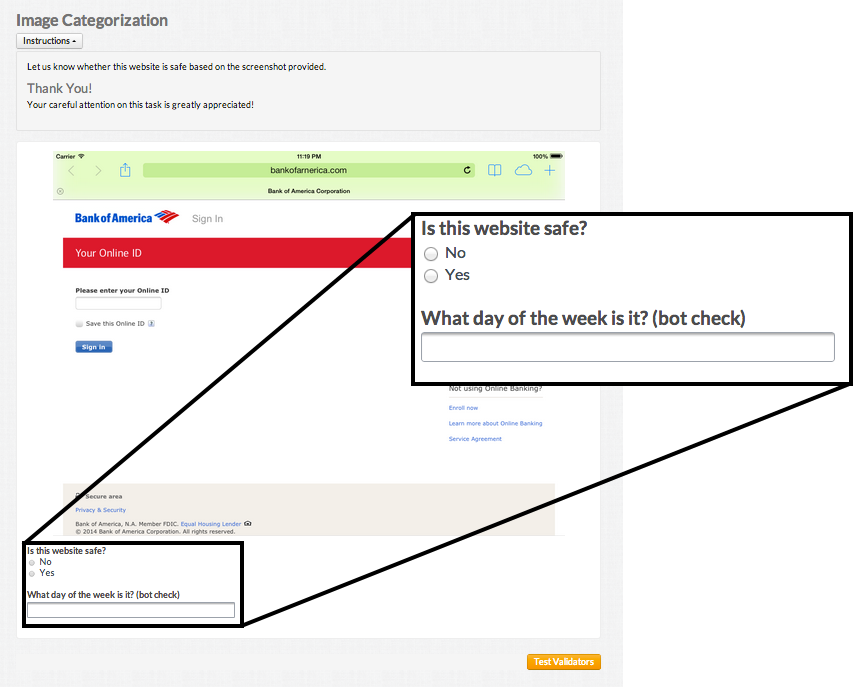 Image Categorization
Instructions
Let us know whether this website is safe based on the screenshot provided.
Thank You!
Your careful attention on this task is greatly appreciated!
Carrier
11:19 PM
100%
bankofarnerica.com
Bank of America Corporation
Bank of America
Sign In
Your Online ID
Please enter your Online ID
Save this Online ID ?
Sign In
Is this website safe?
No
Yes
What day of the week is it? (bot check)
Not using Online Banking?
Enroll now
Learn more about Online Banking
Service Agreement
Secure area
Privacy & Security
Bank of America, N.A. Member FDIC. Equal Housing Lender
© 2014 Bank of America Corporation. All rights reserved.
Is this website safe?
No
Yes
What day of the week is it? (bot check)
Test Validators